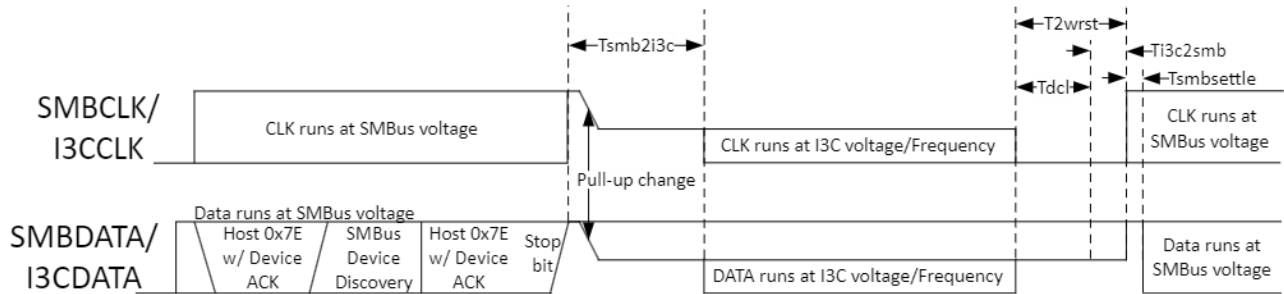 T2wrst
Tsmb2i3c
Ti3c2smb
Tdcl
Tsmbsettle
SMBCLK/
I3CCLK
CLK runs at SMBus voltage
CLK runs at I3C voltage/Frequency
CLK runs at
SMBus voltage
Pull-up change
SMBDATA/
I3CDATA
Data runs at SMBus voltage
Host 0x7E
w/ Device
ACK
SMBus
Device
Discovery
Host 0x7E
w/ Device
ACK
Stop
bit
DATA runs at I3C voltage/Frequency
Data runs at
SMBus voltage